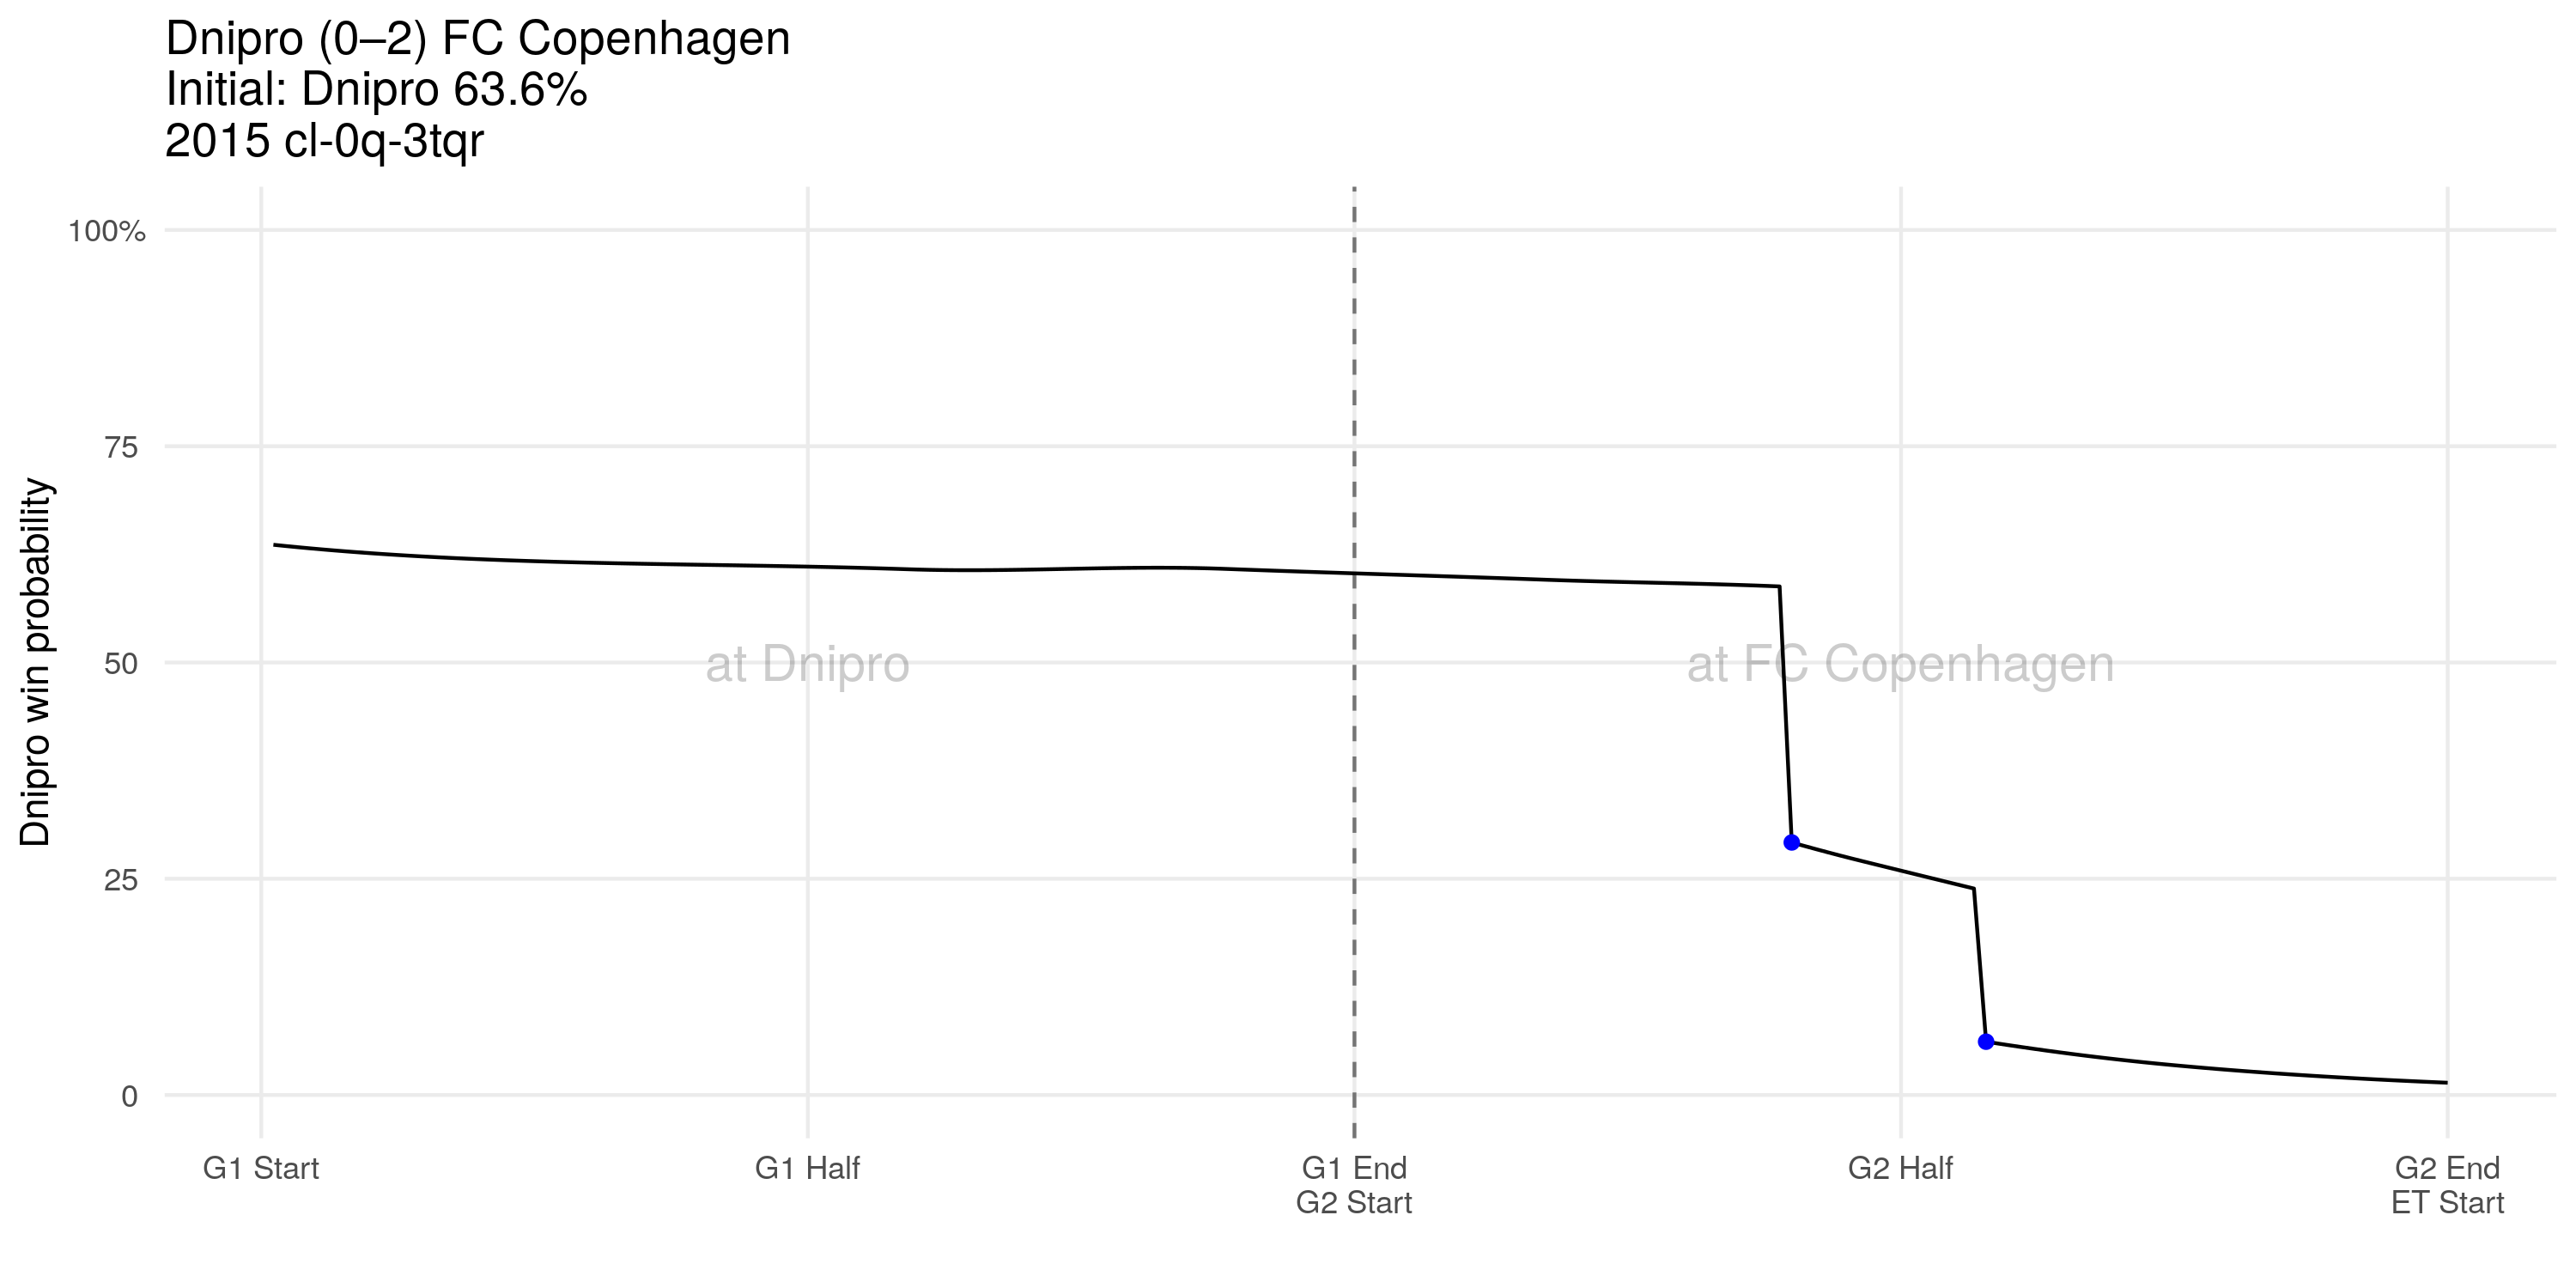 Dnipro (0–2) FC Copenhagen
Initial: Dnipro 63.6%
2015 cl-0q-3tqr
Dnipro win probability
100%
75
50
25
0
at Dnipro
at FC Copenhagen
G1 Start
G1 Half
G1 End
G2 Start
G2 Half
G2 End
ET Start